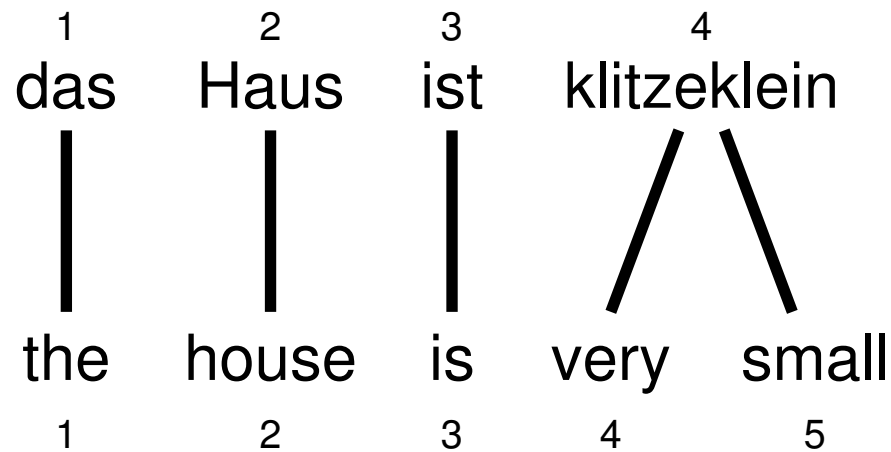 1 2 3 4
das Haus ist klitzeklein
the house is very small
1 2 3 4 5